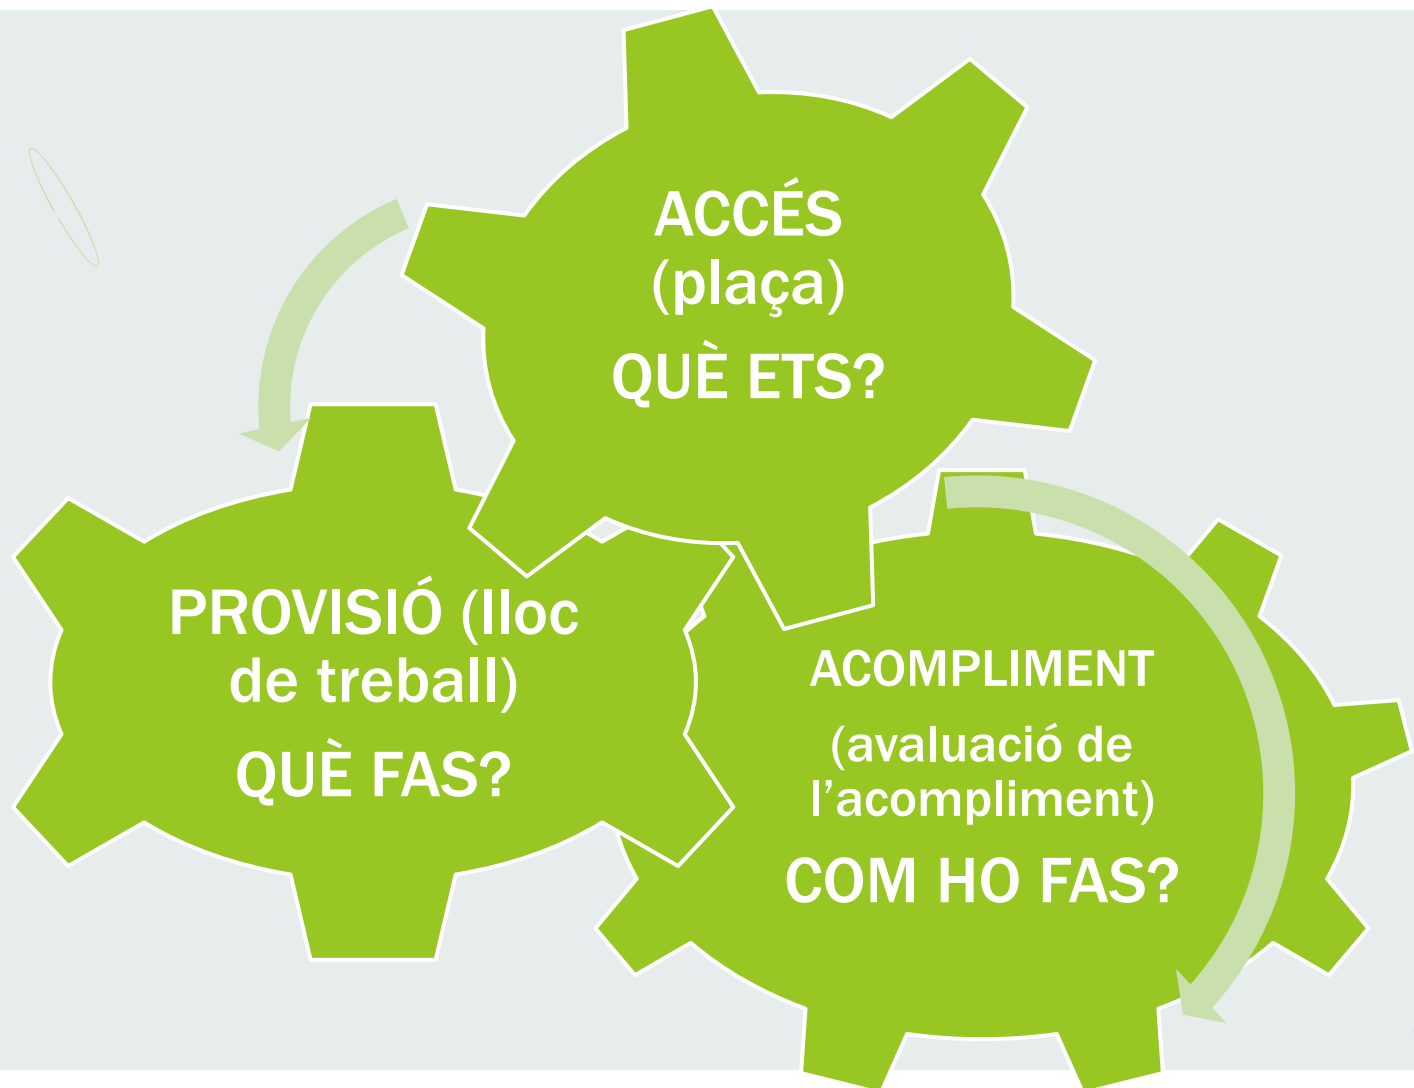 ACCÉS
(plaça)
QUÈ ETS?
PROVISIÓ (lloc
de treball)
QUÈ FAS?
ACOMPLIMENT
(avaluació de
l’acompliment)
COM HO FAS?